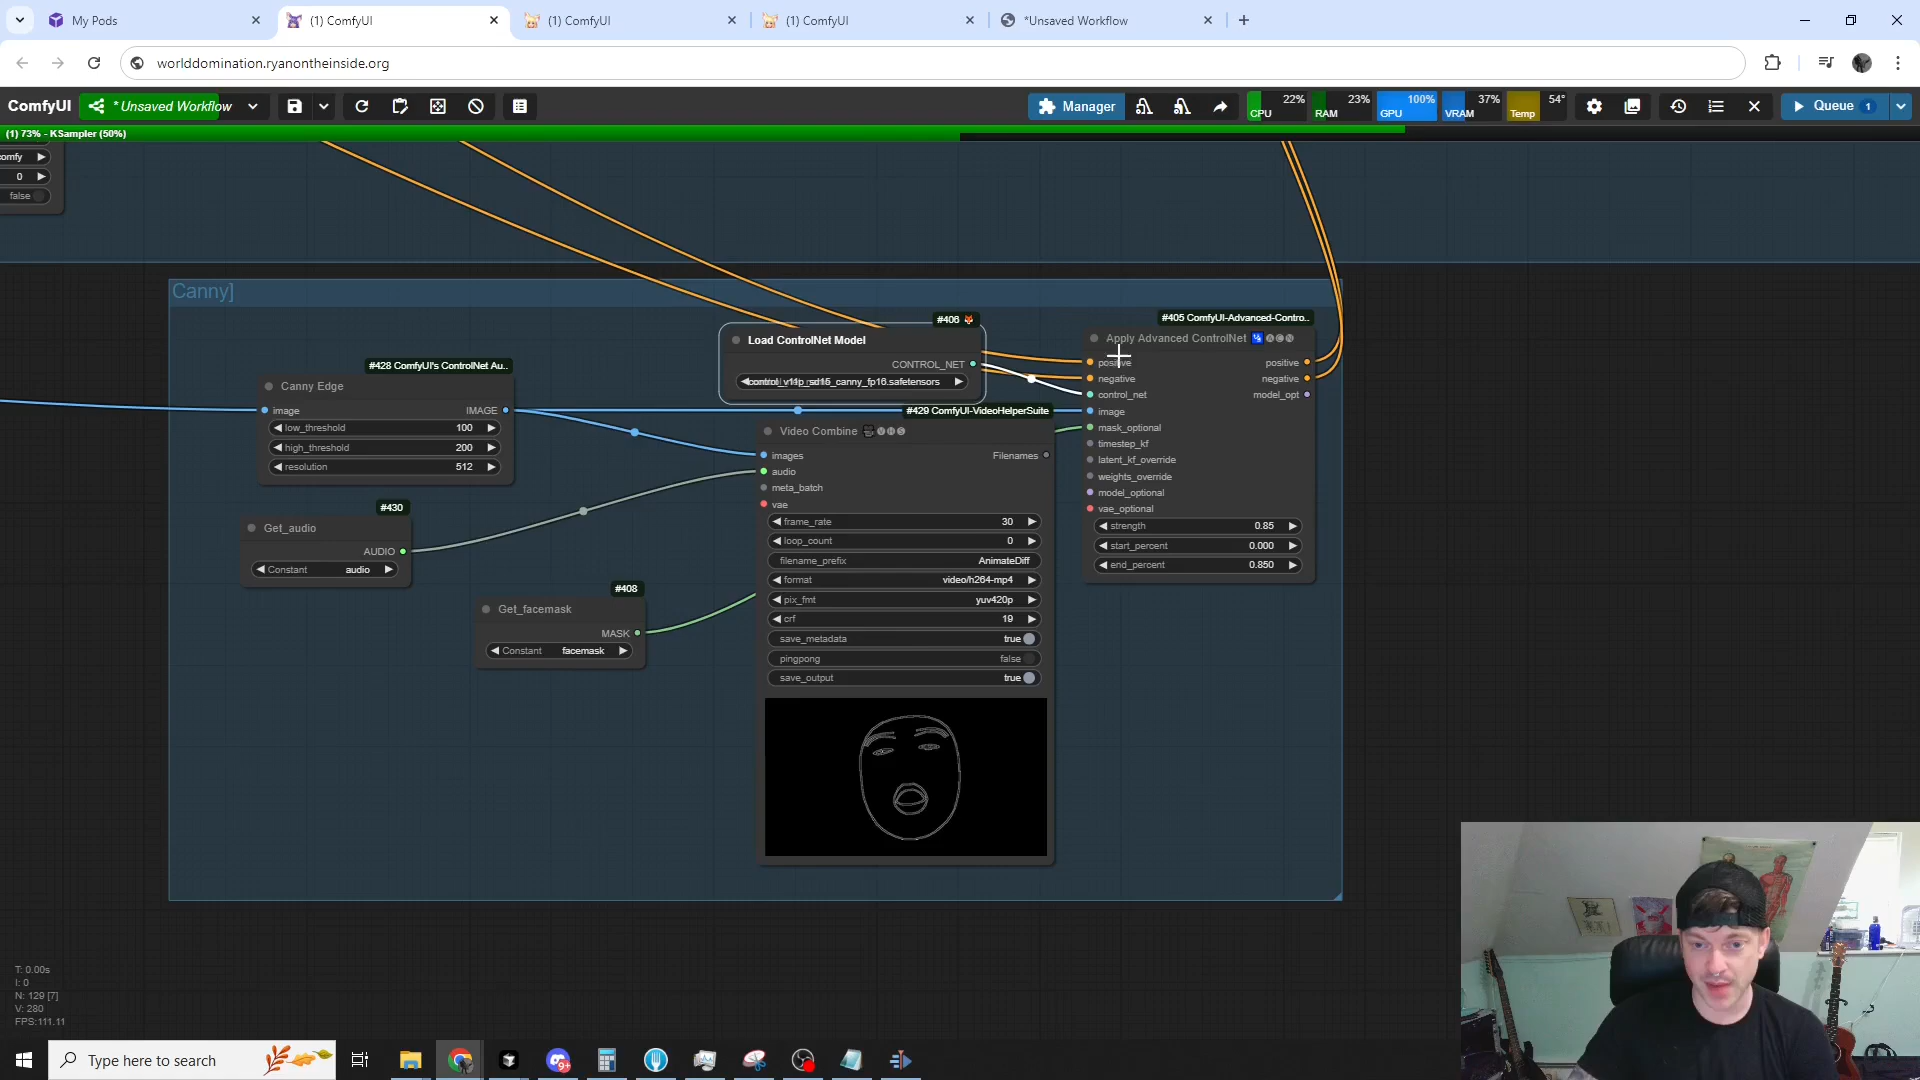 My Pods
(1) ComfyUI
(1) ComfyUI
(1) ComfyUI
*Unsaved Workflow
worlddomination.ryanontheinside.org
ComfyUI
* Unsaved Workflow
Manager
22%
CPU
23%
RAM
100%
GPU
37%
VRAM
54°
Temp
Queue
1
(1) 73% - KSampler (50%)
comfy
0
false
Canny]
#406
Load ControlNet Model
CONTROL_NET
control_v11p_sd15_canny_fp16.safetensors
#405 ComfyUI-Advanced-Contro..
Apply Advanced ControlNet
positive
positive
negative
negative
control_net
model_opt
image
mask_optional
timestep_kf
latent_kf_override
weights_override
model_optional
vae_optional
strength
0.85
start_percent
0.000
end_percent
0.850
#428 ComfyUI's ControlNet Au..
Canny Edge
image
IMAGE
low_threshold
100
high_threshold
200
resolution
512
#429 ComfyUI-VideoHelperSuite
Video Combine
images
Filenames
audio
meta_batch
vae
frame_rate
30
loop_count
0
filename_prefix
AnimateDiff
format
video/h264-mp4
pix_fmt
yuv420p
crf
19
save_metadata
true
pingpong
false
save_output
true
#430
Get_audio
AUDIO
Constant
audio
#408
Get_facemask
MASK
Constant
facemask
T: 0.00s
I: 0
N: 129 [7]
V: 280
FPS:111.11
Type here to search
9+